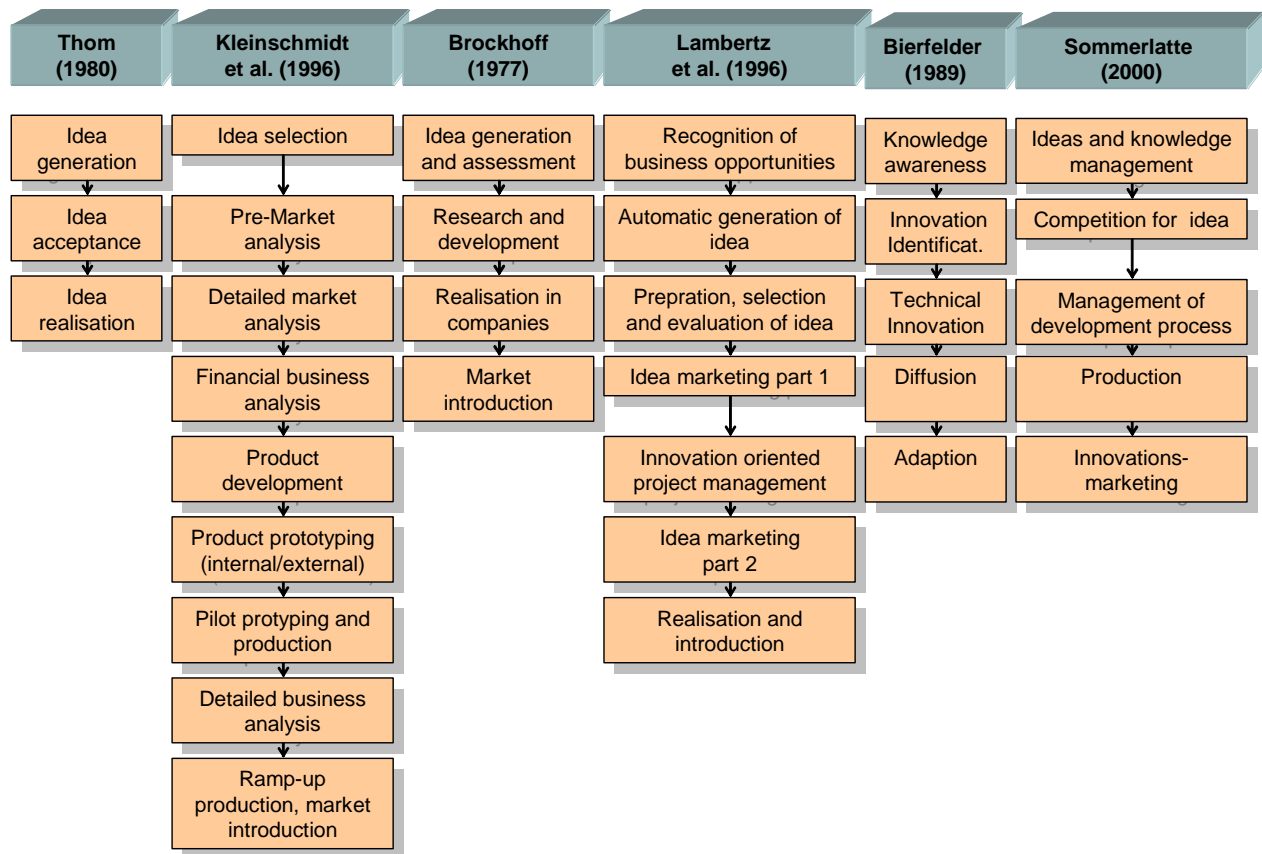 Thom
(1980)
Kleinschmidt
et al. (1996)
Brockhoff
(1977)
Lambertz
et al. (1996)
Bierfelder
(1989)
Sommerlatte
(2000)
Idea
generation
Idea
acceptance
Idea
realisation
Idea selection
Pre-Market
analysis
Detailed market
analysis
Financial business
analysis
Product
development
Product prototyping
(internal/external)
Pilot protyping and
production
Detailed business
analysis
Ramp-up
production, market
introduction
Idea generation
and assessment
Research and
development
Realisation in
companies
Market
introduction
Recognition of
business opportunities
Automatic generation of
idea
Prepration, selection
and evaluation of idea
Idea marketing part 1
Innovation oriented
project management
Idea marketing
part 2
Realisation and
introduction
Knowledge
awareness
Innovation
Identificat.
Technical
Innovation
Diffusion
Adaption
Ideas and knowledge
management
Competition for idea
Management of
development process
Production
Innovations-
marketing